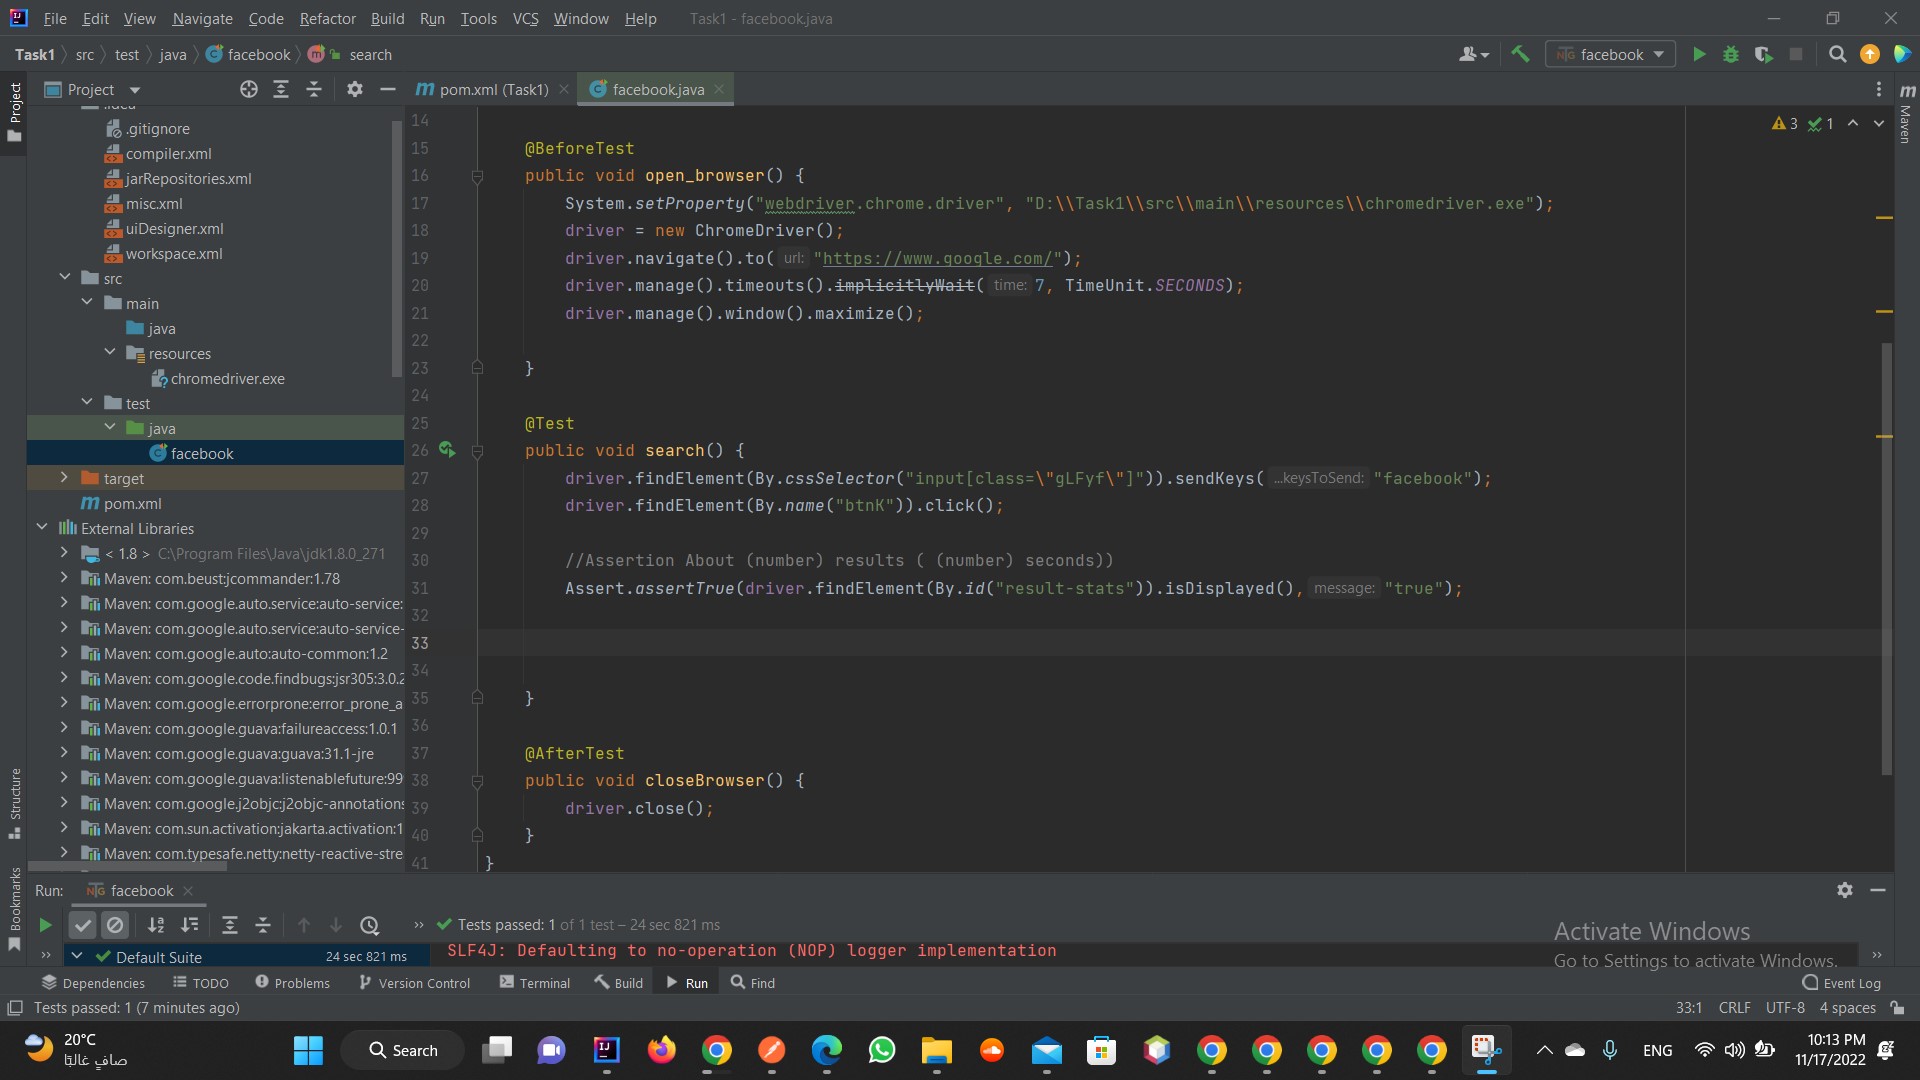 File Edit View Navigate Code Refactor Build Run Tools VCS Window Help Task1 - facebook.java
Task1 src test java facebook search
facebook
Project
pom.xml (Task1)
facebook.java
Project
Maven
.idea
.gitignore
compiler.xml
jarRepositories.xml
misc.xml
uiDesigner.xml
workspace.xml
src
main
java
resources
chromedriver.exe
test
java
facebook
target
pom.xml
External Libraries
< 1.8 > C:\Program Files\Java\jdk1.8.0_271
Maven: com.beust:jcommander:1.78
Maven: com.google.auto.service:auto-service:
Maven: com.google.auto.service:auto-service-
Maven: com.google.auto:auto-common:1.2
Maven: com.google.code.findbugs:jsr305:3.0.2
Maven: com.google.errorprone:error_prone_a
Maven: com.google.guava:failureaccess:1.0.1
Maven: com.google.guava:guava:31.1-jre
Maven: com.google.guava:listenablefuture:99
Maven: com.google.j2objc:j2objc-annotations
Maven: com.sun.activation:jakarta.activation:1
Maven: com.typesafe.netty:netty-reactive-stre
Structure
Bookmarks
3 1
14
15 @BeforeTest
16 public void open_browser() {
17 System.setProperty("webdriver.chrome.driver", "D:\\Task1\\src\\main\\resources\\chromedriver.exe");
18 driver = new ChromeDriver();
19 driver.navigate().to( url: "https://www.google.com/");
20 driver.manage().timeouts().implicitlyWait( time: 7, TimeUnit.SECONDS);
21 driver.manage().window().maximize();
22
23 }
24
25 @Test
26 public void search() {
27 driver.findElement(By.cssSelector("input[class=\"gLFyf\"]")).sendKeys( ...keysToSend: "facebook");
28 driver.findElement(By.name("btnK")).click();
29
30 //Assertion About (number) results ( (number) seconds))
31 Assert.assertTrue(driver.findElement(By.id("result-stats")).isDisplayed(), message: "true");
32
33
34
35 }
36
37 @AfterTest
38 public void closeBrowser() {
39 driver.close();
40 }
41 }
Run: facebook
Tests passed: 1 of 1 test – 24 sec 821 ms
Default Suite 24 sec 821 ms
SLF4J: Defaulting to no-operation (NOP) logger implementation
Activate Windows
Go to Settings to activate Windows.
Dependencies TODO Problems Version Control Terminal Build Run Find Event Log
Tests passed: 1 (7 minutes ago) 33:1 CRLF UTF-8 4 spaces
20°C
صافٍ غالبًا
Search
ENG
10:13 PM
11/17/2022